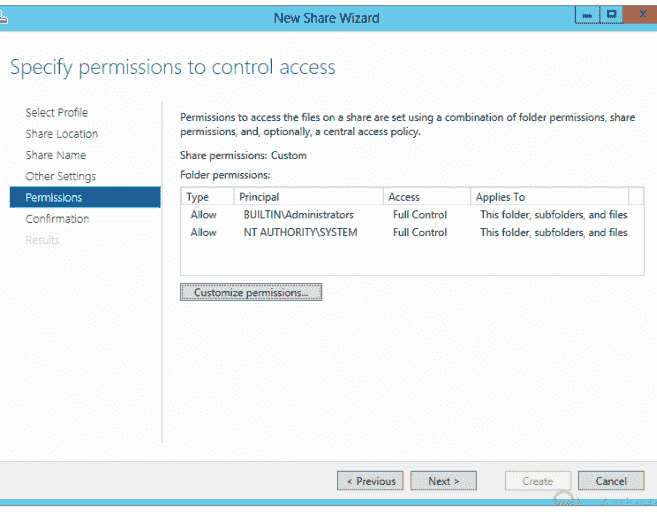 New Share Wizard
Specify permissions to control access
Select Profile
Share Location
Share Name
Other Settings
Permissions
Confirmation
Results
Permissions to access the files on a share are set using a combination of folder permissions, share
permissions, and, optionally, a central access policy.
Share permissions: Custom
Folder permissions:
Type Principal Access Applies To
Allow BUILTIN\Administrators Full Control This folder, subfolders, and files
Allow NT AUTHORITY\SYSTEM Full Control This folder, subfolders, and files
Customize permissions...
< Previous Next > Create Cancel